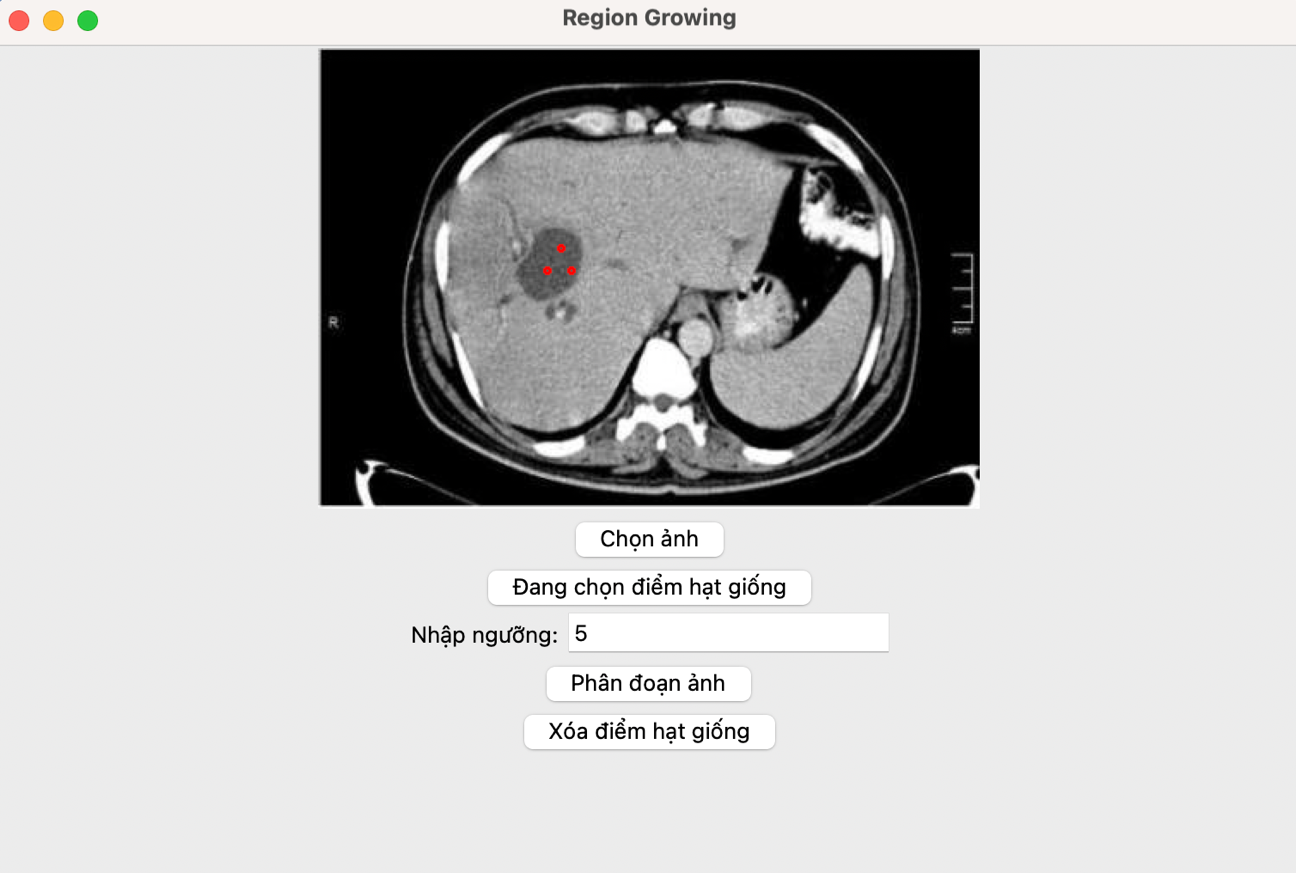 Region Growing
R
4cm
Chọn ảnh
Đang chọn điểm hạt giống
Nhập ngưỡng: 5
Phân đoạn ảnh
Xóa điểm hạt giống